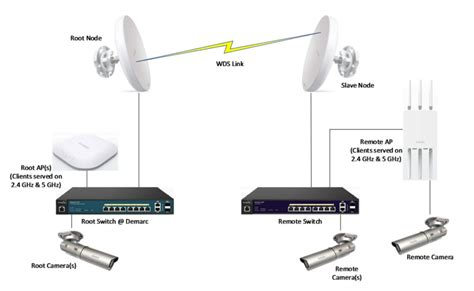 Root Node
WDS Link
Slave Node
Root AP(s)
(Clients served on
2.4 GHz & 5 GHz)
Remote AP
(Clients served on
2.4 GHz & 5 GHz)
Root Switch @ Demarc
Remote Switch
Root Camera(s)
Remote
Camera(s)
Remote Camera